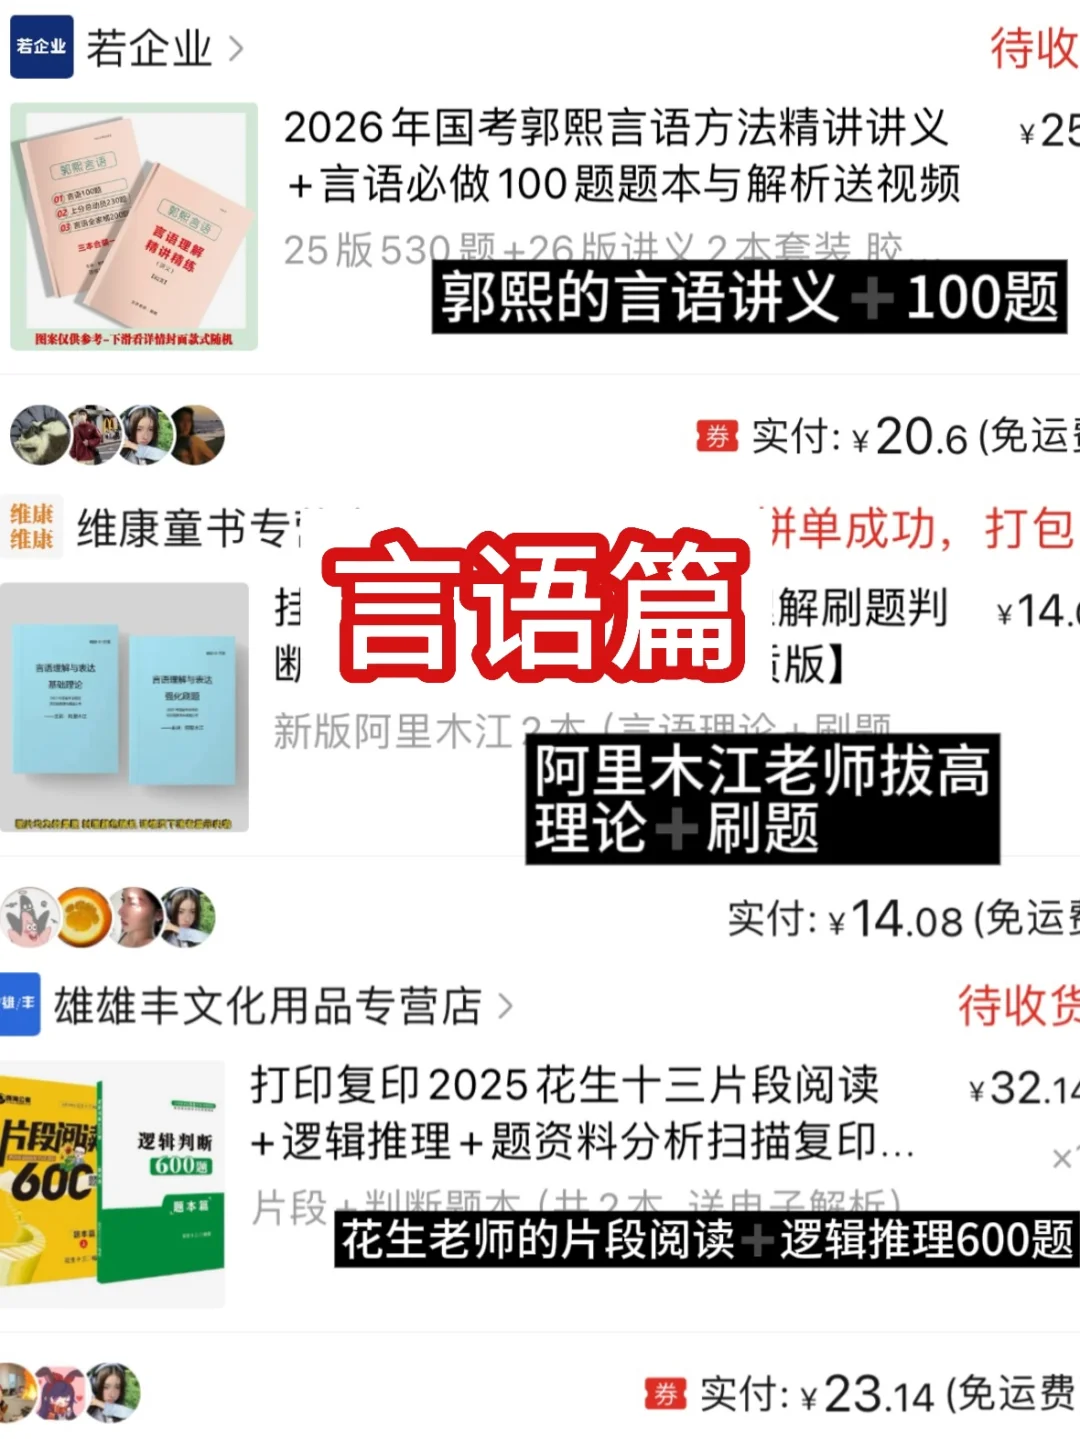 若企业
若企业
待收
郭熙言语
01 言语100题
02 上分总动员230题
03 言语全家桶200题
三本合装一
郭熙言语
言语理解
精讲精练
图案仅供参考-下滑看详情封面款式随机
2026年国考郭熙言语方法精讲讲义
+言语必做100题题本与解析送视频
¥25
25版530题+26版讲义2本套装 胶...
郭熙的言语讲义➕100题
券 实付:¥20.6(免运费
维康
维康
维康童书专营
拼单成功，打包
言语篇
言语理解与表达
基础理论
言语理解与表达
强化刷题
挂
解刷题判
断
版】
¥14.0
新版阿里木江2本（言语理论+刷题
阿里木江老师拔高
理论➕刷题
实付:¥14.08(免运费
雄/丰
雄雄丰文化用品专营店
待收货
片段阅读
600
题本篇
逻辑判断
600题
题本篇
打印复印2025花生十三片段阅读
+逻辑推理+题资料分析扫描复印...
¥32.14
×1
片段+判断题本（共2本 送电子解析）
花生老师的片段阅读➕逻辑推理600题
券 实付:¥23.14(免运费